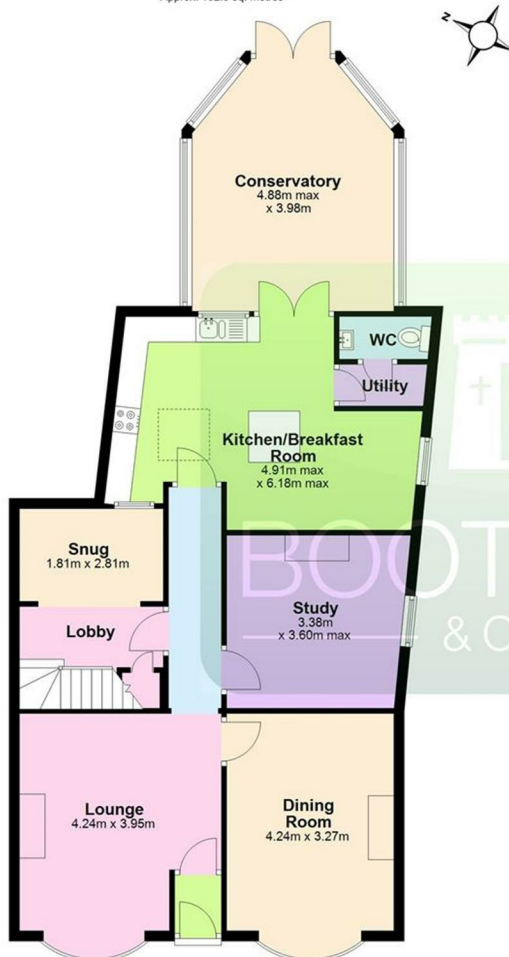 N
Conservatory
4.88m max
x 3.98m
WC
Utility
Kitchen/Breakfast
Room
4.91m max
x 6.18m max
Snug
1.81m x 2.81m
BOOT
Study
3.38m
x 3.60m max
Lobby
& C
Lounge
4.24m x 3.95m
Dining
Room
4.24m x 3.27m